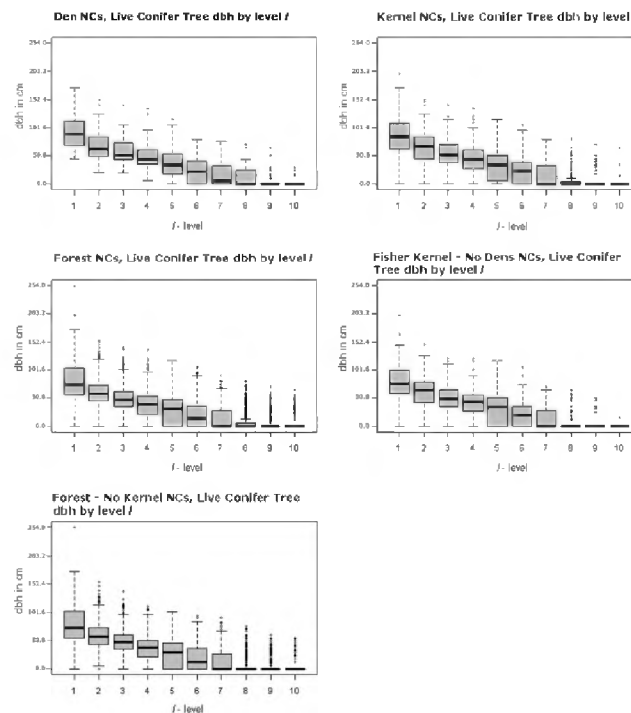 Den NCs, Live Conifer Tree dbh by level l
dbh in cm
254.0
203.2
152.4
101.6
50.8
0.0
1 2 3 4 5 6 7 8 9 10
l - level
Kernel NCs, Live Conifer Tree dbh by level
dbh in cm
254.0
203.2
152.4
101.6
50.8
0.0
1 2 3 4 5 6 7 8 9 10
l - level
Forest NCs, Live Conifer Tree dbh by level l
dbh in cm
254.0
203.2
152.4
101.6
50.8
0.0
1 2 3 4 5 6 7 8 9 10
l - level
Fisher Kernel - No Dens NCs, Live Conifer
Tree dbh by level l
dbh in cm
254.0
203.2
152.4
101.6
50.8
0.0
1 2 3 4 5 6 7 8 9 10
l - level
Forest - No Kernel NCs, Live Conifer Tree
dbh by level l
dbh in cm
254.0
203.2
152.4
101.6
50.8
0.0
1 2 3 4 5 6 7 8 9 10
l - level